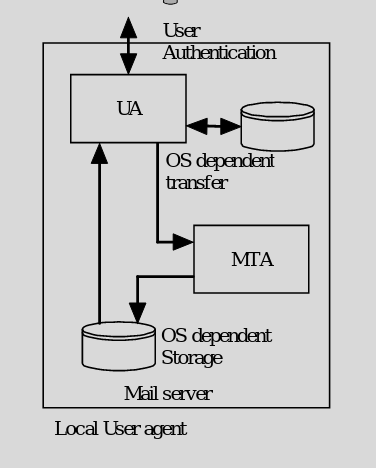 User
Authentication
UA
OS dependent
transfer
MTA
OS dependent
Storage
Mail server
Local User agent